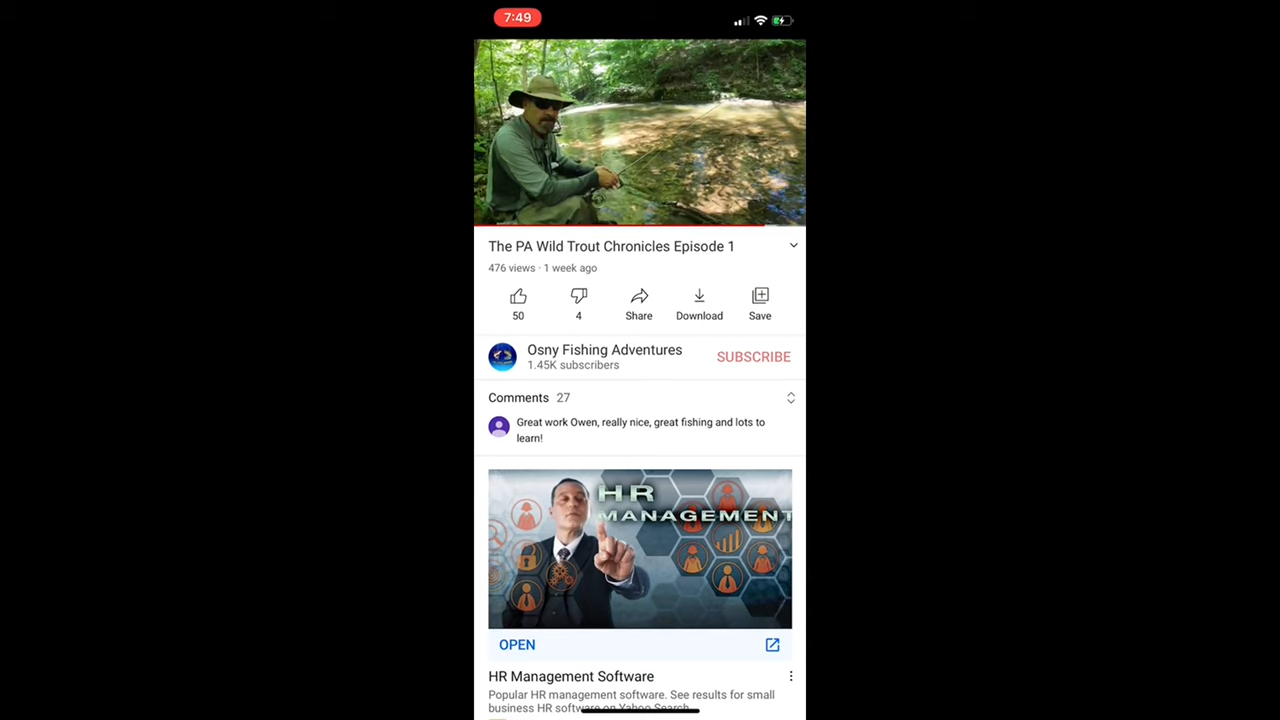 7:49
The PA Wild Trout Chronicles Episode 1
476 views · 1 week ago
50
4
Share
Download
Save
Osny Fishing Adventures
1.45K subscribers
SUBSCRIBE
Comments 27
Great work Owen, really nice, great fishing and lots to
learn!
HR
MANAGEMENT
OPEN
HR Management Software
Popular HR management software. See results for small
business HR software on Yahoo Search.